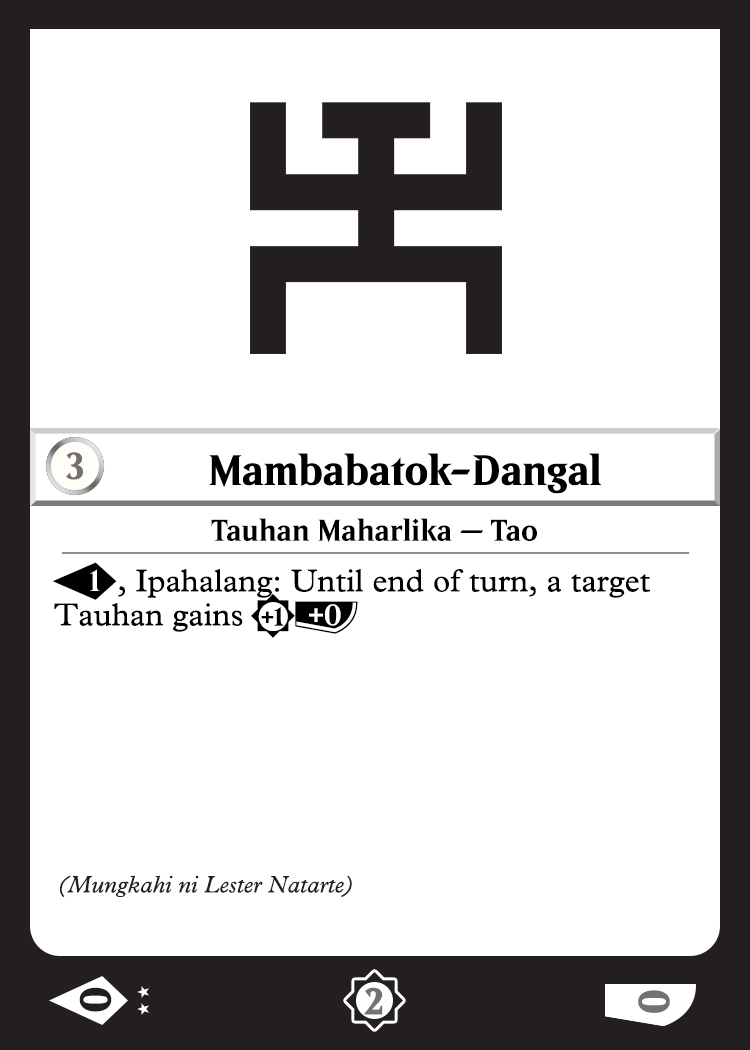 3 Mambabatok-Dangal
Tauhan Maharlika — Tao
1, Ipahalang: Until end of turn, a target
Tauhan gains +1 +0
(Mungkahi ni Lester Natarte)
0 2 0